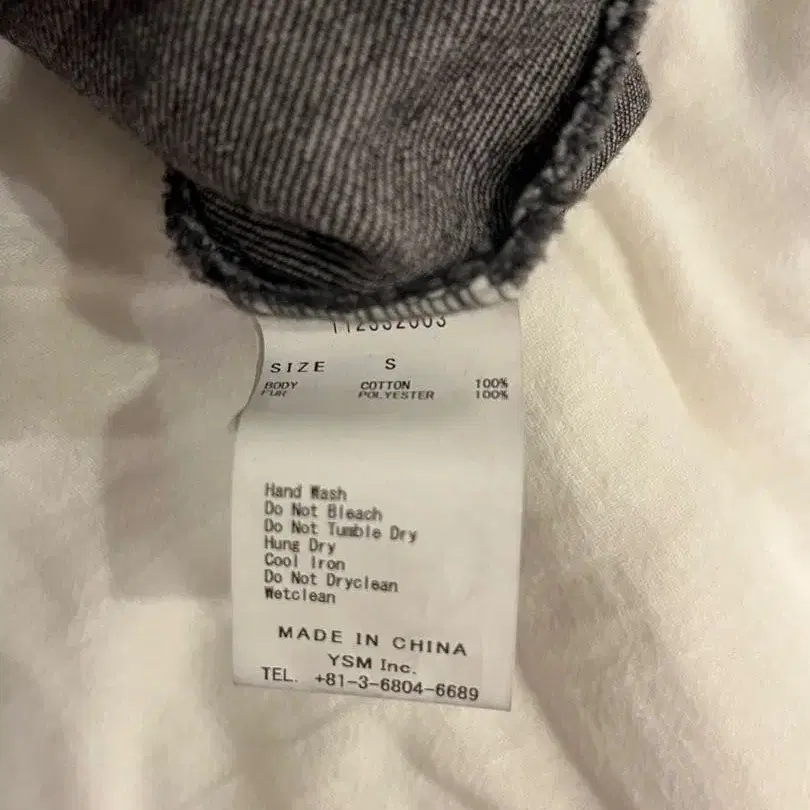 SIZE S
BODY COTTON 100%
FUR POLYESTER 100%
Hand Wash
Do Not Bleach
Do Not Tumble Dry
Hung Dry
Cool Iron
Do Not Dryclean
Wetclean
MADE IN CHINA
YSM Inc.
TEL. +81-3-6804-6689